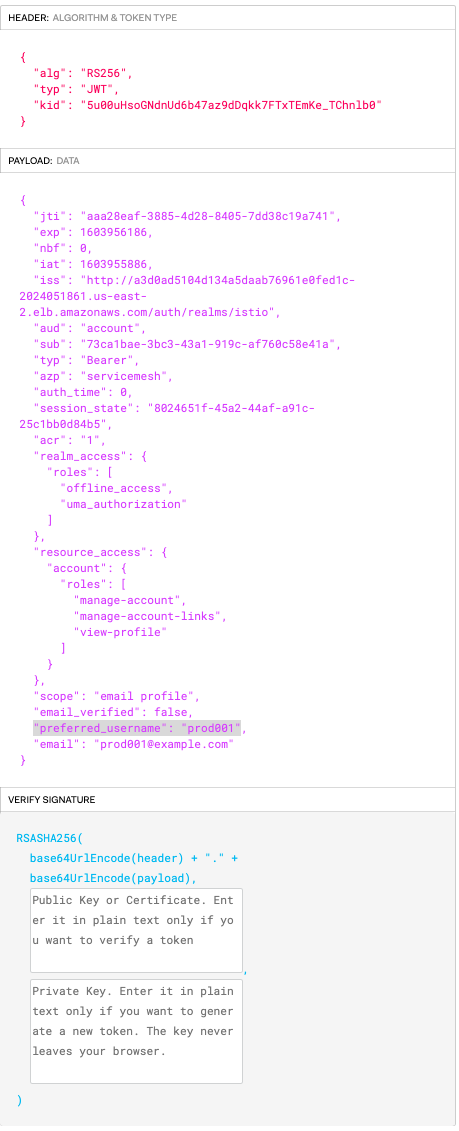 HEADER: ALGORITHM & TOKEN TYPE
{
"alg": "RS256",
"typ": "JWT",
"kid": "5u00uHsoGNdnUd6b47az9dDqkk7FTxTEmKe_TChnlb0"
}
PAYLOAD: DATA
{
"jti": "aaa28eaf-3885-4d28-8405-7dd38c19a741",
"exp": 1603956186,
"nbf": 0,
"iat": 1603955886,
"iss": "http://a3d0ad5104d134a5daab76961e0fed1c-
2024051861.us-east-
2.elb.amazonaws.com/auth/realms/istio",
"aud": "account",
"sub": "73ca1bae-3bc3-43a1-919c-af760c58e41a",
"typ": "Bearer",
"azp": "servicemesh",
"auth_time": 0,
"session_state": "8024651f-45a2-44af-a91c-
25c1bb0d84b5",
"acr": "1",
"realm_access": {
"roles": [
"offline_access",
"uma_authorization"
]
},
"resource_access": {
"account": {
"roles": [
"manage-account",
"manage-account-links",
"view-profile"
]
}
},
"scope": "email profile",
"email_verified": false,
"preferred_username": "prod001",
"email": "prod001@example.com"
}
VERIFY SIGNATURE
RSASHA256(
base64UrlEncode(header) + "." +
base64UrlEncode(payload),
Public Key or Certificate. Ent
er it in plain text only if yo
u want to verify a token
,
Private Key. Enter it in plain
text only if you want to gener
ate a new token. The key never
leaves your browser.
)